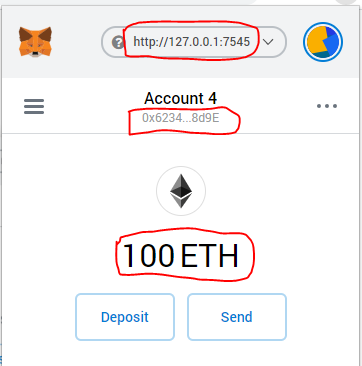 http://127.0.0.1:7545
Account 4
0x6234...8d9E
100 ETH
Deposit Send